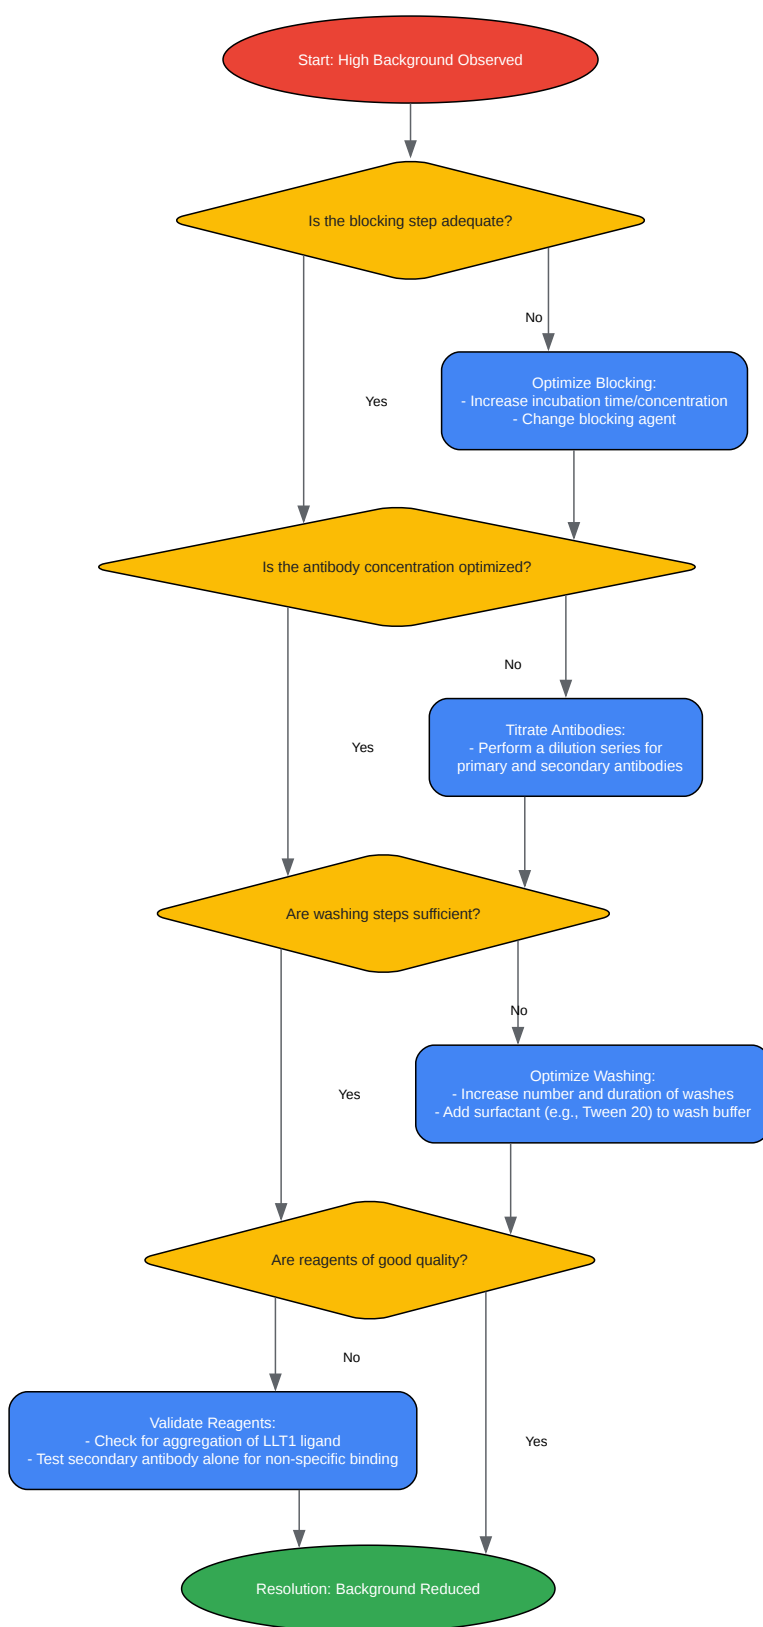 Start: High Background Observed
Is the blocking step adequate?
No
Optimize Blocking:
- Increase incubation time/concentration
- Change blocking agent
Yes
Is the antibody concentration optimized?
No
Titrate Antibodies:
- Perform a dilution series for
primary and secondary antibodies
Yes
Are washing steps sufficient?
No
Optimize Washing:
- Increase number and duration of washes
- Add surfactant (e.g., Tween 20) to wash buffer
Yes
Are reagents of good quality?
No
Validate Reagents:
- Check for aggregation of LLT1 ligand
- Test secondary antibody alone for non-specific binding
Yes
Resolution: Background Reduced